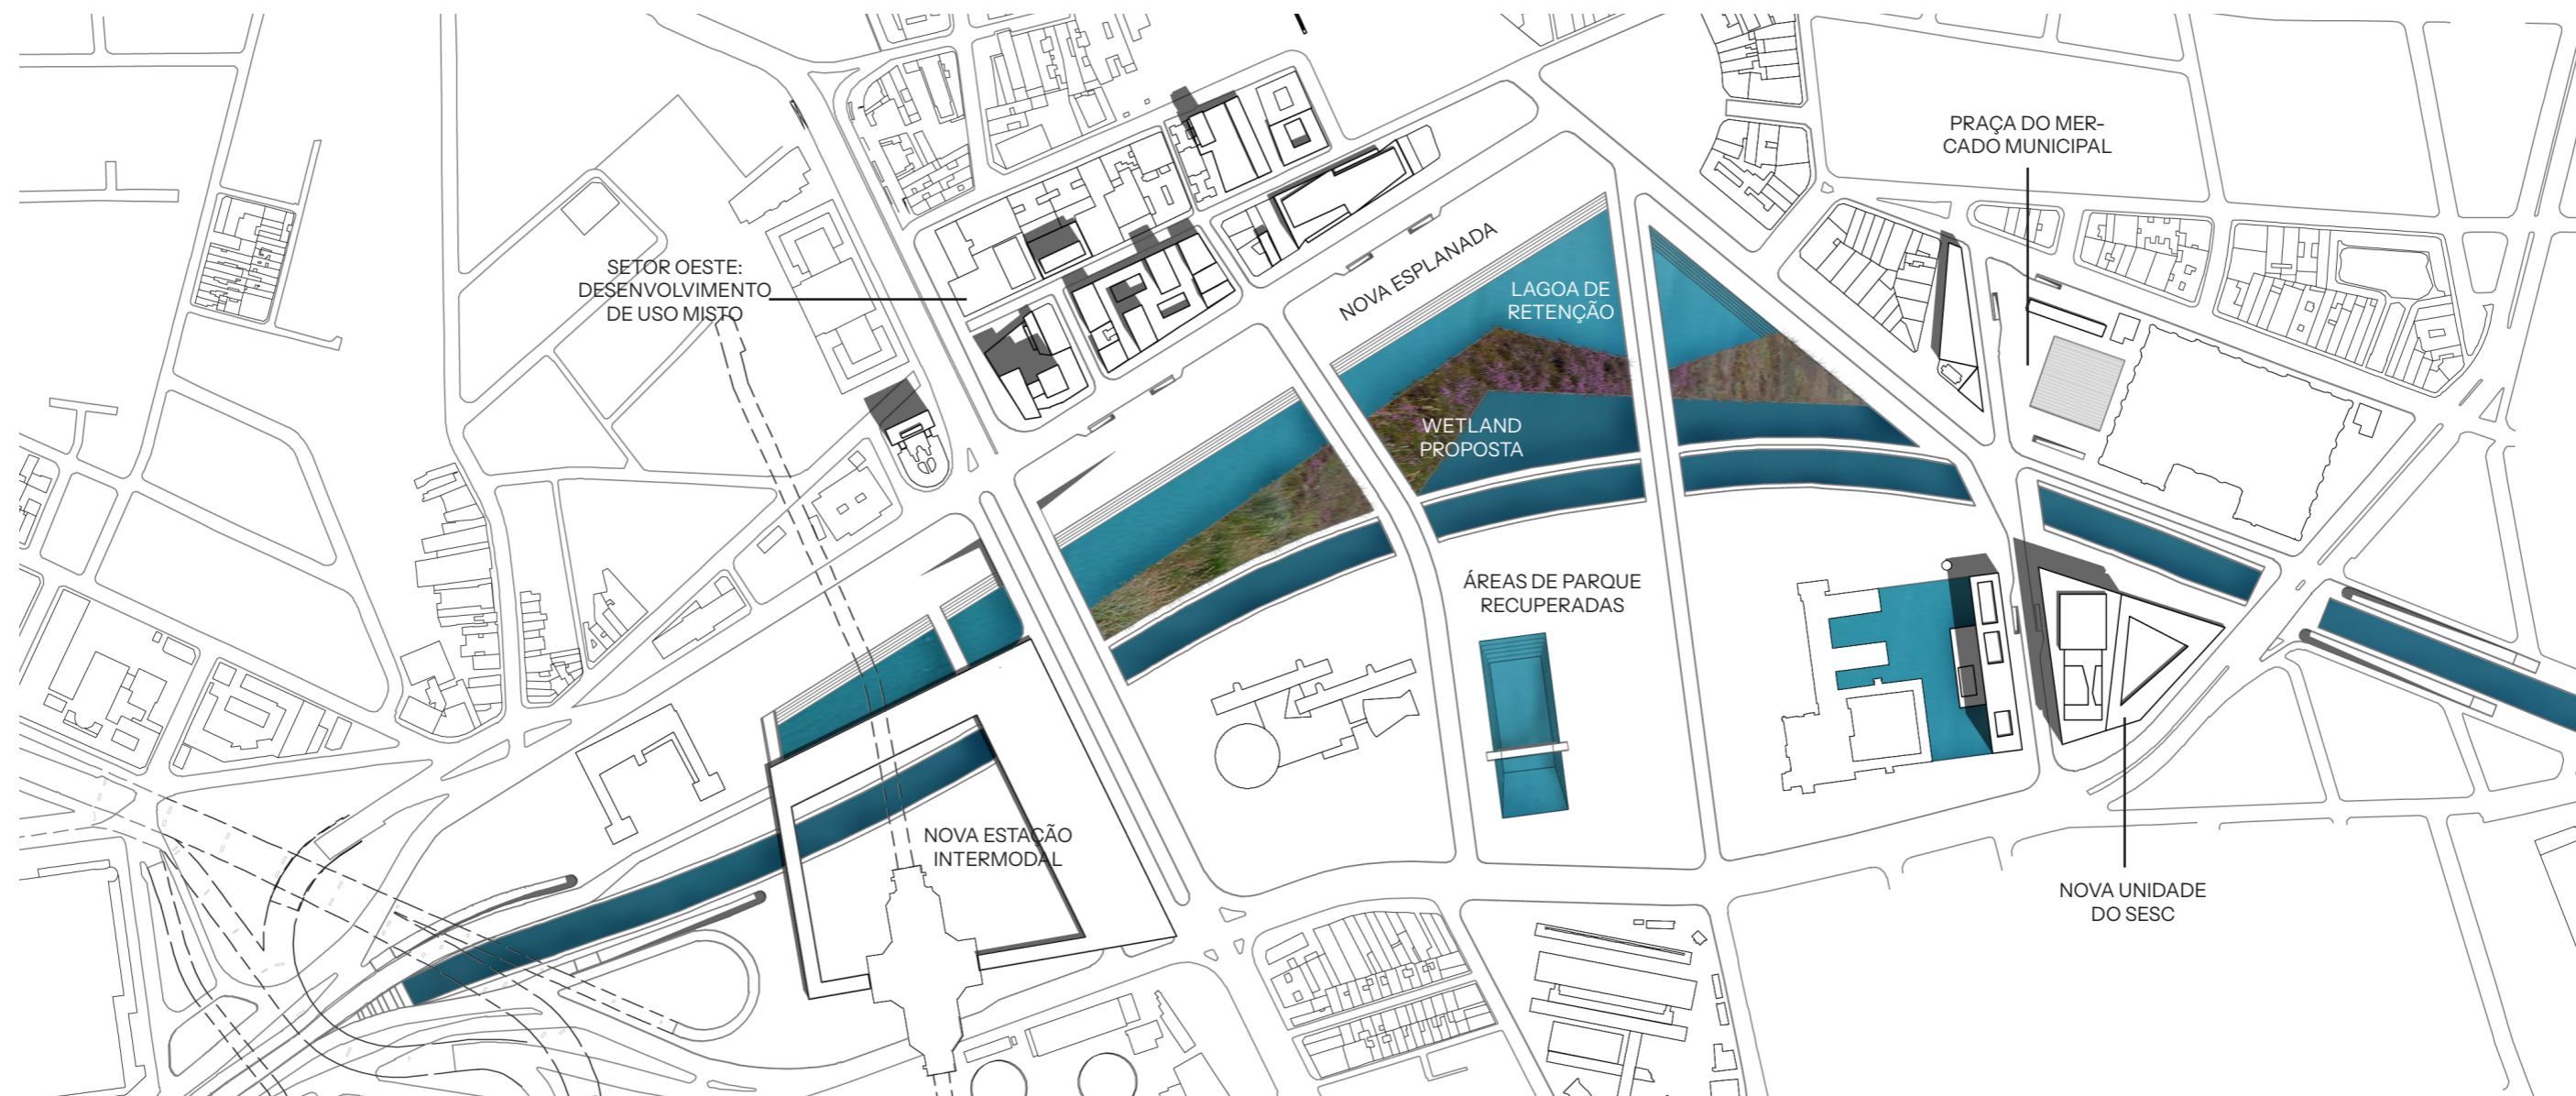 PRAÇA DO MER-
CADO MUNICIPAL
SETOR OESTE:
DESENVOLVIMENTO
DE USO MISTO
NOVA ESPLANADA
LAGOA DE
RETENÇÃO
WETLAND
PROPOSTA
ÁREAS DE PARQUE
RECUPERADAS
NOVA ESTAÇÃO
INTERMODAL
NOVA UNIDADE
DO SESC